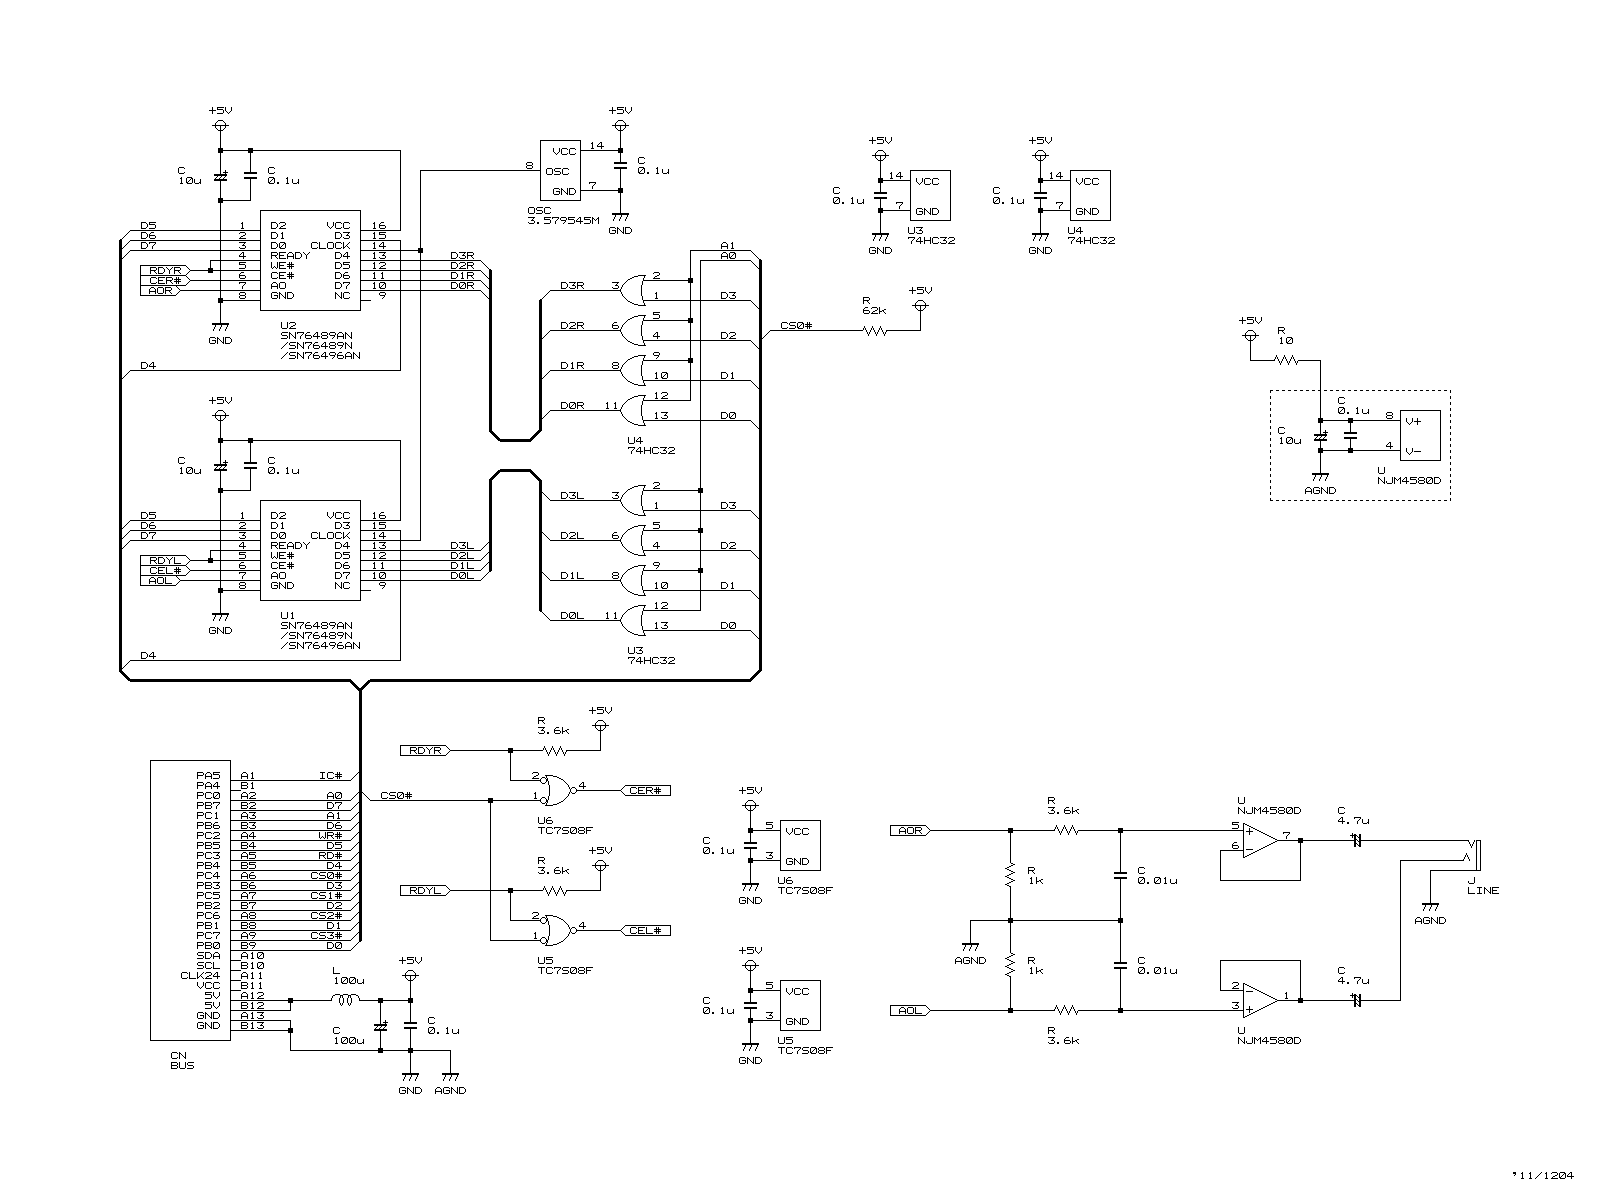 +5V
C
10u
C
0.1u
D5
D6
D7
RDYR
CER#
AOR
1
2
3
4
5
6
7
8
D2
D1
D0
READY
WE#
CE#
AO
GND
VCC
D3
CLOCK
D4
D5
D6
D7
NC
16
15
14
13
12
11
10
9
D3R
D2R
D1R
D0R
GND
U2
SN76489AN
/SN76489N
/SN76496AN
D4
+5V
C
10u
C
0.1u
D5
D6
D7
RDYL
CEL#
AOL
1
2
3
4
5
6
7
8
D2
D1
D0
READY
WE#
CE#
AO
GND
VCC
D3
CLOCK
D4
D5
D6
D7
NC
16
15
14
13
12
11
10
9
D3L
D2L
D1L
D0L
GND
U1
SN76489AN
/SN76489N
/SN76496AN
D4
+5V
8
VCC
OSC
GND
14
7
C
0.1u
OSC
3.579545M
GND
A1
A0
D3R 3 2 1 D3
D2R 6 5 4 D2
D1R 8 9 10 D1
D0R 11 12 13 D0
U4
74HC32
D3L 3 2 1 D3
D2L 6 5 4 D2
D1L 8 9 10 D1
D0L 11 12 13 D0
U3
74HC32
+5V
C
0.1u
14 VCC
7 GND
U3
74HC32
GND
+5V
C
0.1u
14 VCC
7 GND
U4
74HC32
GND
CS0#
R
62k
+5V
+5V
R
10
C
0.1u
C
10u
8 V+
4 V-
AGND
U
NJM4580D
PA5 A1 IC#
PA4 B1
PC0 A2 A0
PB7 B2 D7
PC1 A3 A1
PB6 B3 D6
PC2 A4 WR#
PB5 B4 D5
PC3 A5 RD#
PB4 B5 D4
PC4 A6 CS0#
PB3 B6 D3
PC5 A7 CS1#
PB2 B7 D2
PC6 A8 CS2#
PB1 B8 D1
PC7 A9 CS3#
PB0 B9 D0
SDA A10
SCL B10
CLK24 A11
VCC B11
5V A12
5V B12
GND A13
GND B13
CN
BUS
L
100u
C
100u
+5V
C
0.1u
GND
AGND
CS0#
RDYR
R
3.6k
+5V
2
1
4
CER#
U6
TC7S08F
RDYL
R
3.6k
+5V
2
1
4
CEL#
U5
TC7S08F
+5V
C
0.1u
5 VCC
3 GND
U6
TC7S08F
GND
+5V
C
0.1u
5 VCC
3 GND
U5
TC7S08F
GND
AOR
R
3.6k
R
1k
C
0.01u
AGND
R
1k
C
0.01u
AOL
R
3.6k
U
NJM4580D
5
+
6
-
7
C
4.7u
+
J
LINE
AGND
2
-
3
+
1
U
NJM4580D
C
4.7u
+
'11/1204